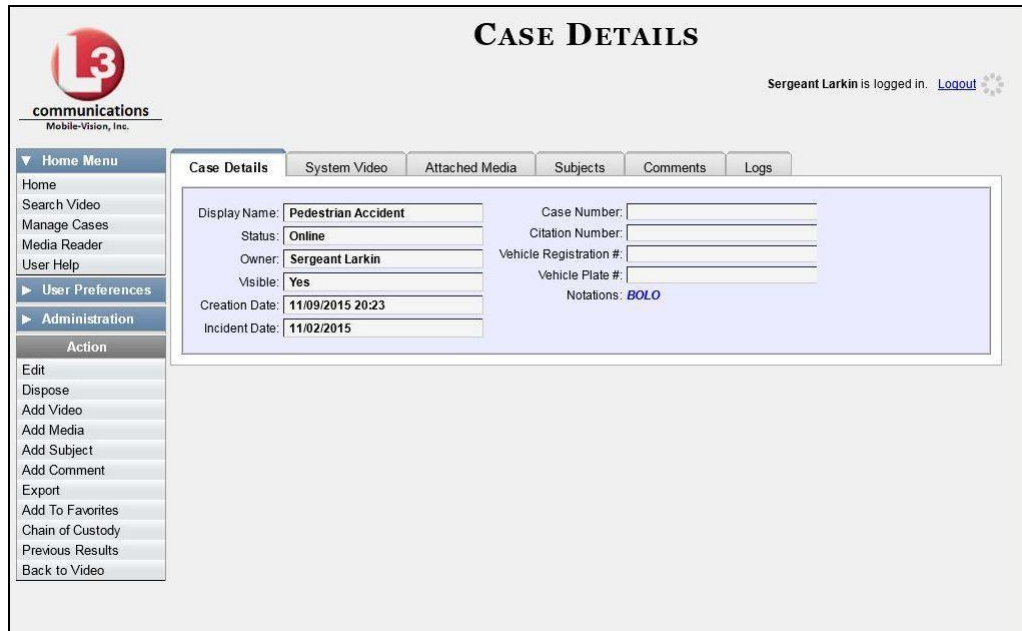 CASE DETAILS
L3
communications
Mobile-Vision, Inc.
Sergeant Larkin is logged in. Logout
▼ Home Menu
Home
Search Video
Manage Cases
Media Reader
User Help
▶ User Preferences
▶ Administration
Action
Edit
Dispose
Add Video
Add Media
Add Subject
Add Comment
Export
Add To Favorites
Chain of Custody
Previous Results
Back to Video
Case Details System Video Attached Media Subjects Comments Logs
Display Name: Pedestrian Accident
Status: Online
Owner: Sergeant Larkin
Visible: Yes
Creation Date: 11/09/2015 20:23
Incident Date: 11/02/2015
Case Number:
Citation Number:
Vehicle Registration #:
Vehicle Plate #:
Notations: BOLO